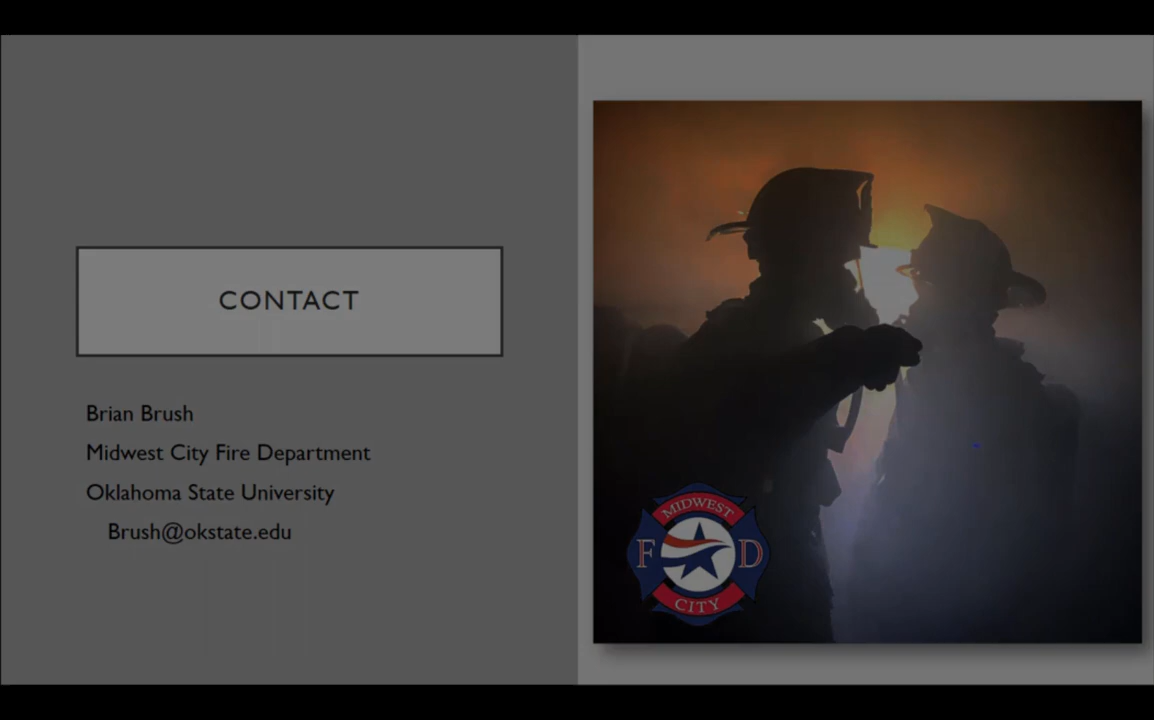 CONTACT
Brian Brush
Midwest City Fire Department
Oklahoma State University
Brush@okstate.edu
MIDWEST
F D
CITY